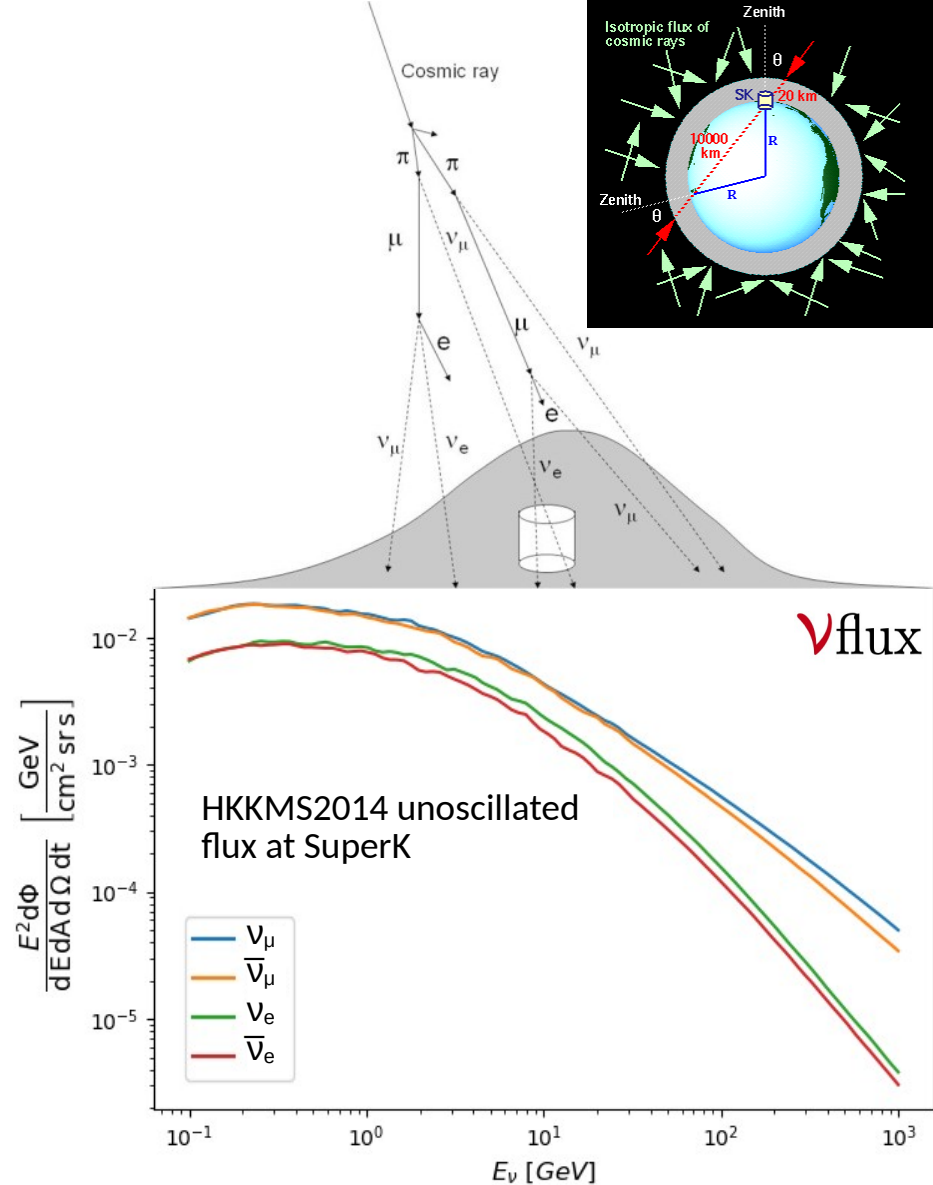 Cosmic ray
π
π
μ
ν_μ
μ
ν_μ
e
e
ν_μ
ν_e
ν_e
ν_μ
Isotropic flux of
cosmic rays
Zenith
θ
SK
20 km
10000
km
R
R
Zenith
θ
νflux
HKKMS2014 unoscillated
flux at SuperK
ν_μ
ν̅_μ
ν_e
ν̅_e
E²dΦ
dEdAdΩdt
[GeV
cm² sr s]
10⁻²
10⁻³
10⁻⁴
10⁻⁵
10⁻¹ 10⁰ 10¹ 10² 10³
E_ν [GeV]